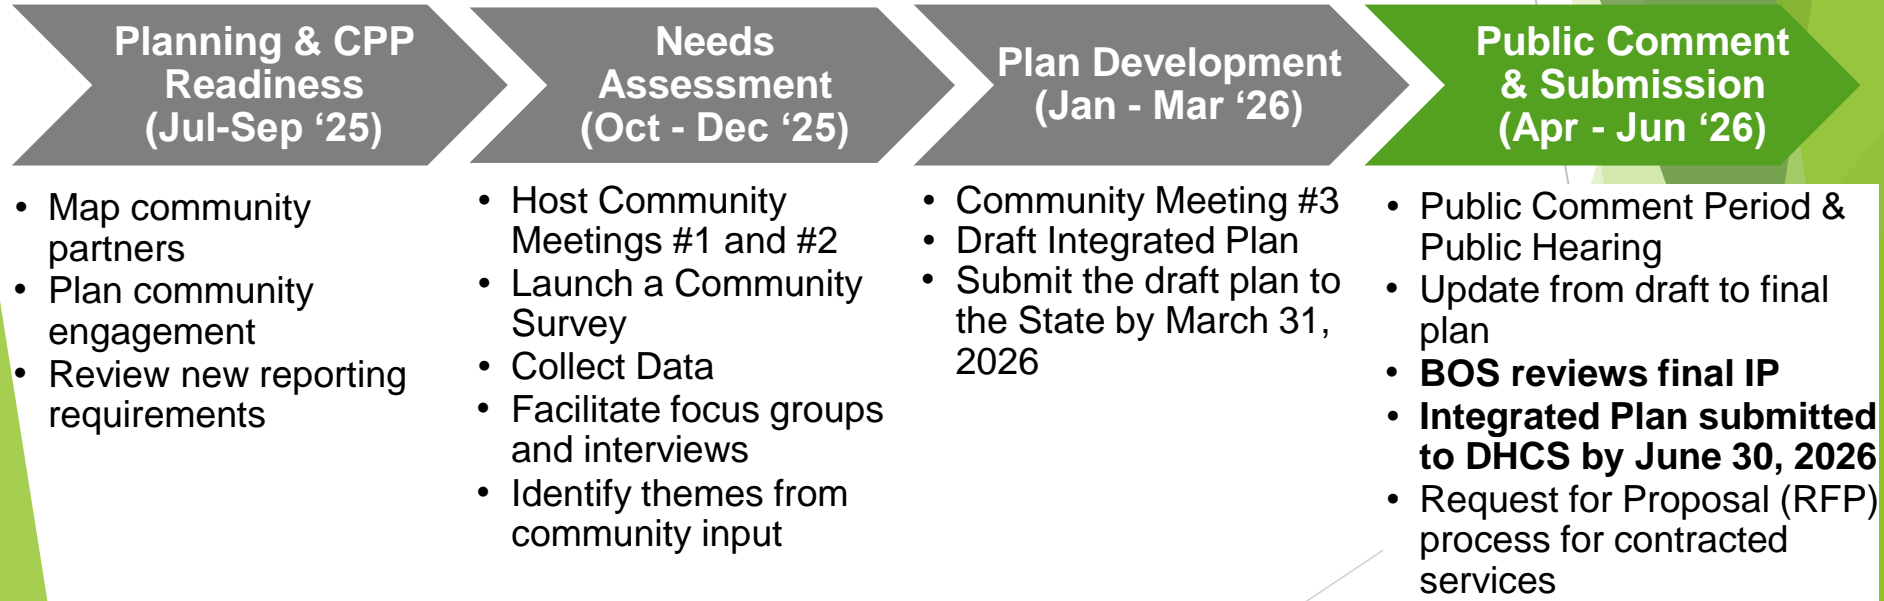 Planning & CPP
Readiness
(Jul-Sep ‘25)
• Map community
partners
• Plan community
engagement
• Review new reporting
requirements
Needs
Assessment
(Oct - Dec ‘25)
• Host Community
Meetings #1 and #2
• Launch a Community
Survey
• Collect Data
• Facilitate focus groups
and interviews
• Identify themes from
community input
Plan Development
(Jan - Mar ‘26)
• Community Meeting #3
• Draft Integrated Plan
• Submit the draft plan to
the State by March 31,
2026
Public Comment
& Submission
(Apr - Jun ‘26)
• Public Comment Period &
Public Hearing
• Update from draft to final
plan
• BOS reviews final IP
• Integrated Plan submitted
to DHCS by June 30, 2026
• Request for Proposal (RFP)
process for contracted
services